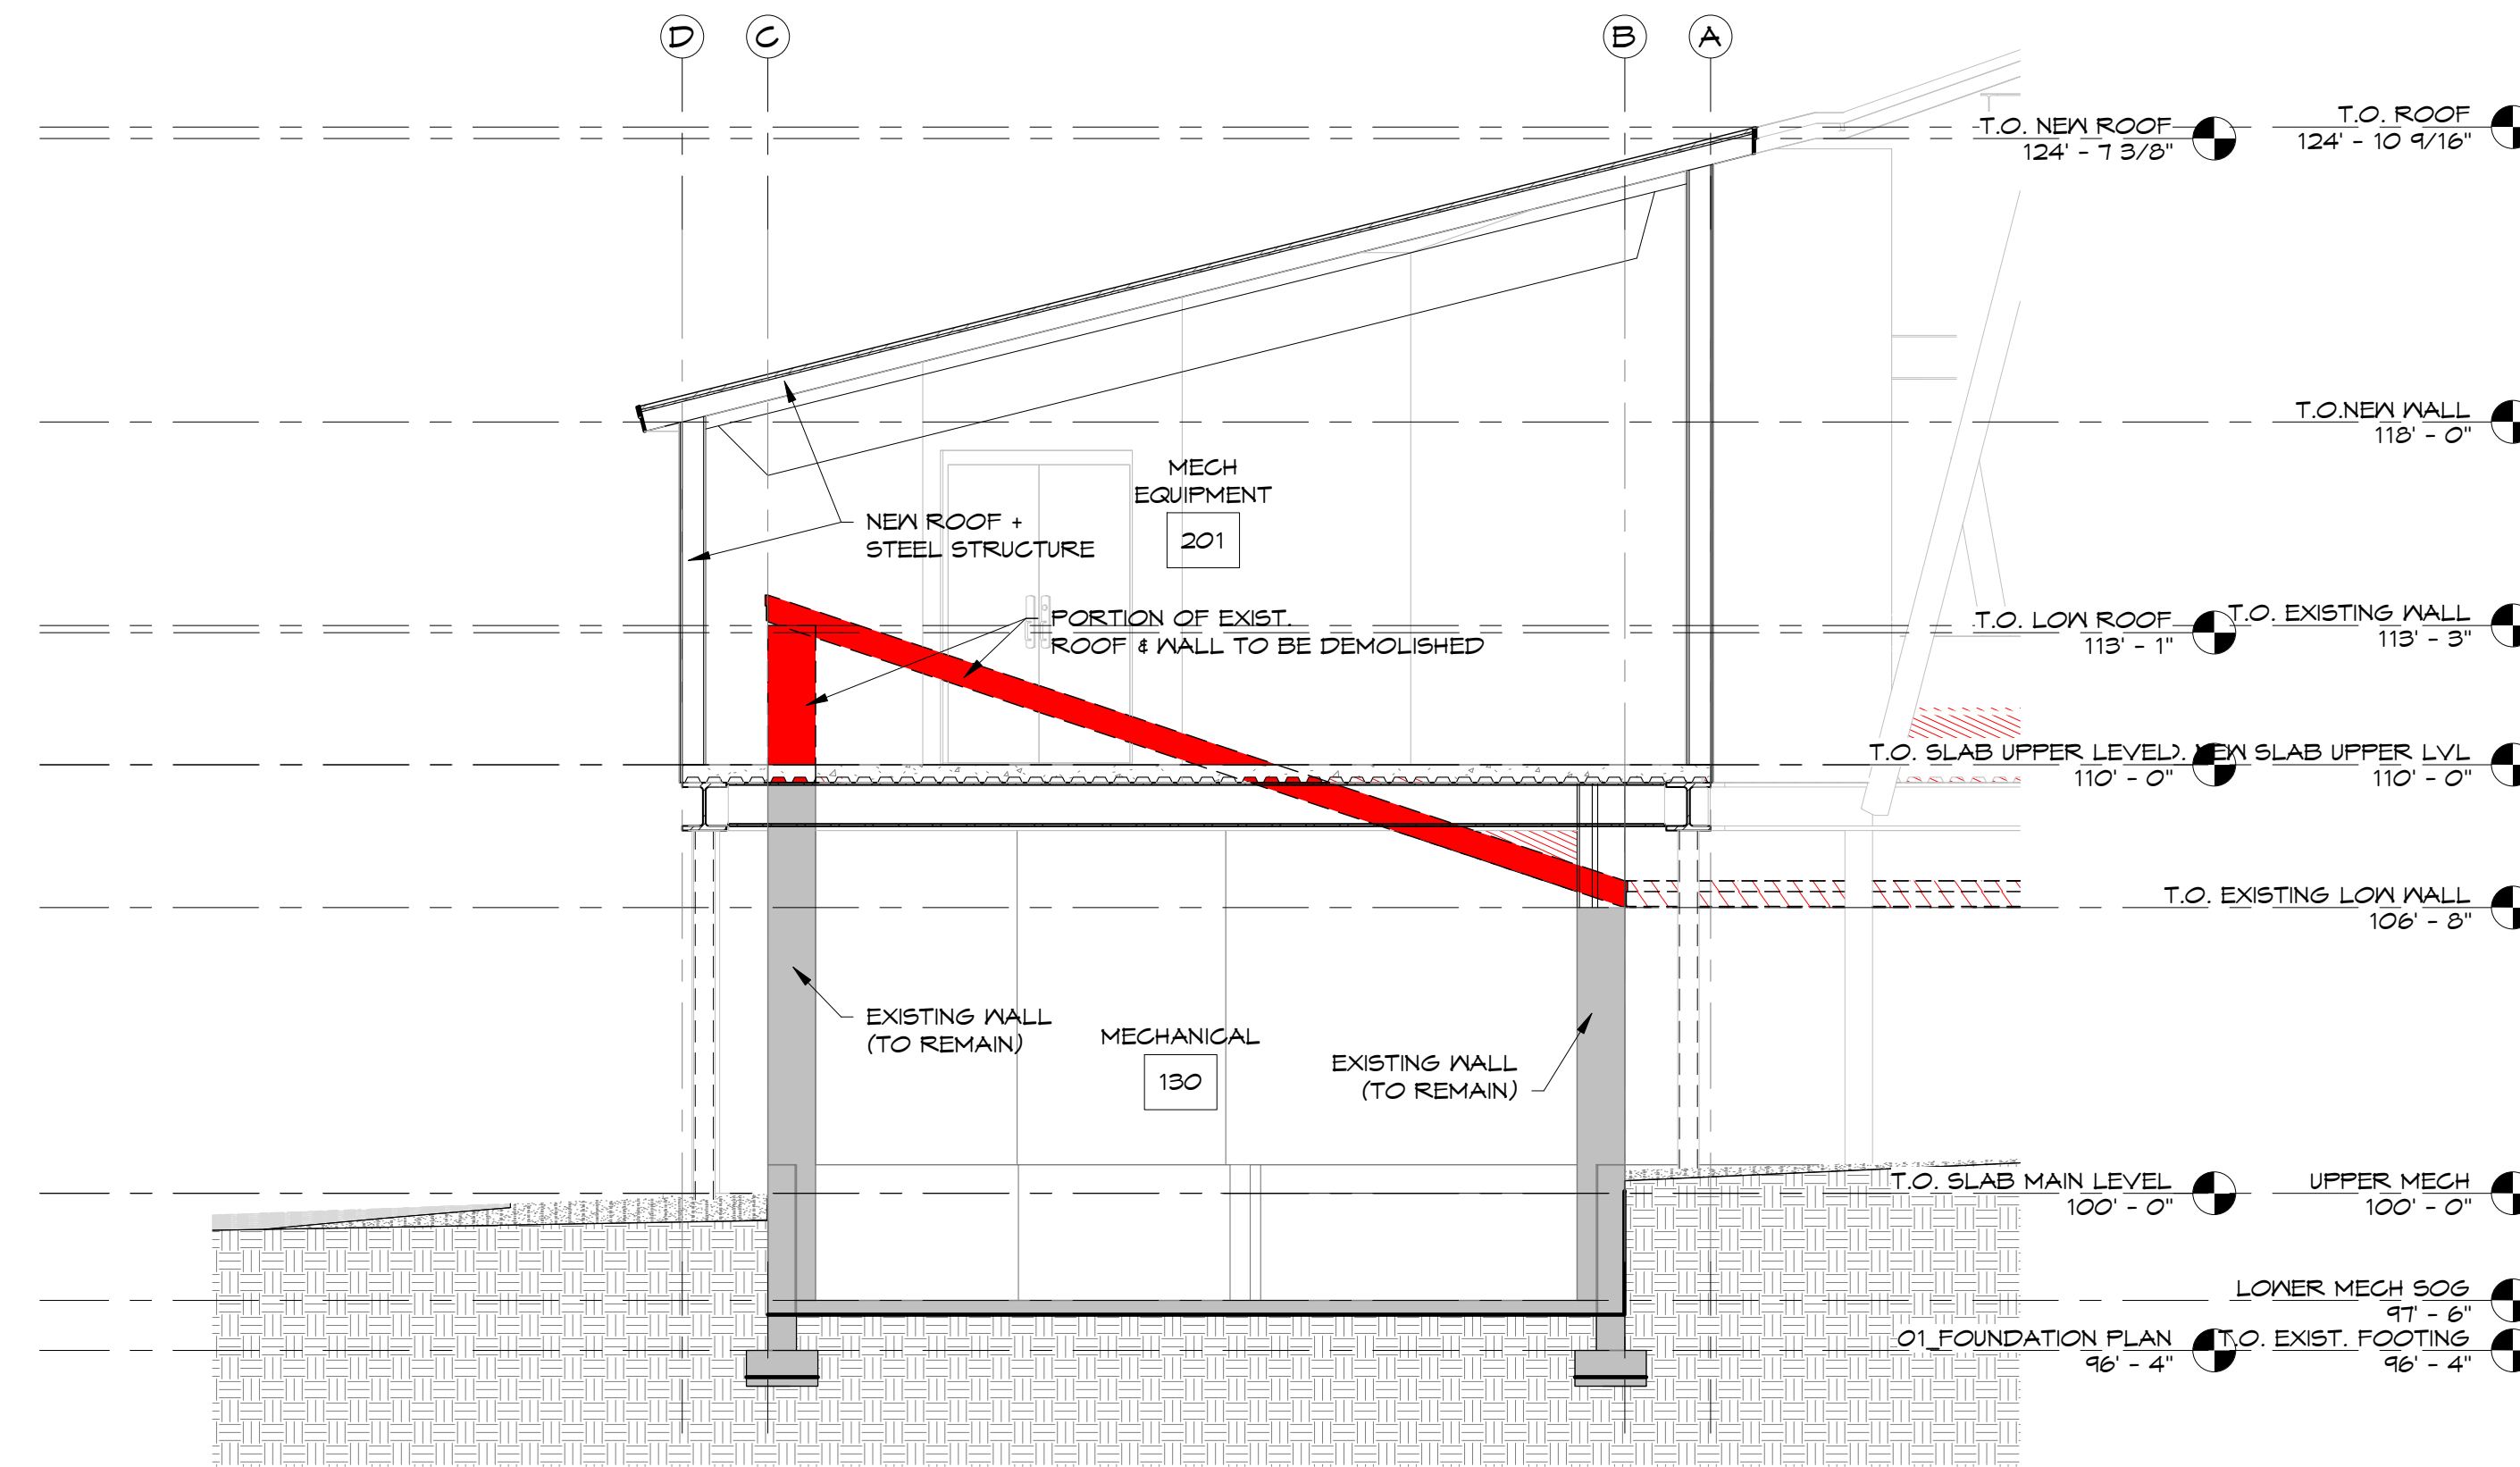 D
C
B
A
T.O. NEW ROOF
124' - 7 3/8"
T.O. ROOF
124' - 10 9/16"
T.O.NEW WALL
118' - 0"
MECH
EQUIPMENT
201
NEW ROOF +
STEEL STRUCTURE
PORTION OF EXIST.
ROOF & WALL TO BE DEMOLISHED
T.O. LOW ROOF
113' - 1"
T.O. EXISTING WALL
113' - 3"
T.O. SLAB UPPER LEVEL
110' - 0"
NEW SLAB UPPER LVL
110' - 0"
T.O. EXISTING LOW WALL
106' - 8"
EXISTING WALL
(TO REMAIN)
MECHANICAL
130
EXISTING WALL
(TO REMAIN)
T.O. SLAB MAIN LEVEL
100' - 0"
UPPER MECH
100' - 0"
LOWER MECH SOG
97' - 6"
01_FOUNDATION PLAN
96' - 4"
T.O. EXIST. FOOTING
96' - 4"